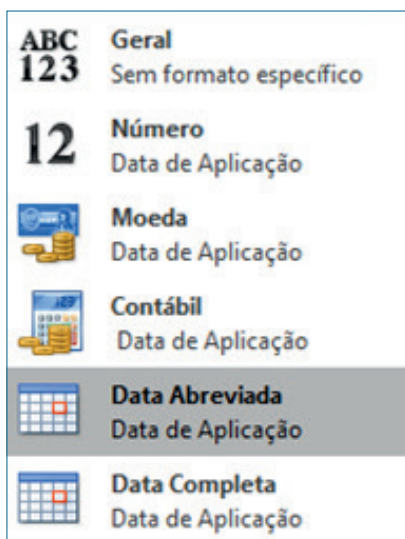 ABC
123
Geral
Sem formato específico
12
Número
Data de Aplicação
Moeda
Data de Aplicação
Contábil
Data de Aplicação
Data Abreviada
Data de Aplicação
Data Completa
Data de Aplicação